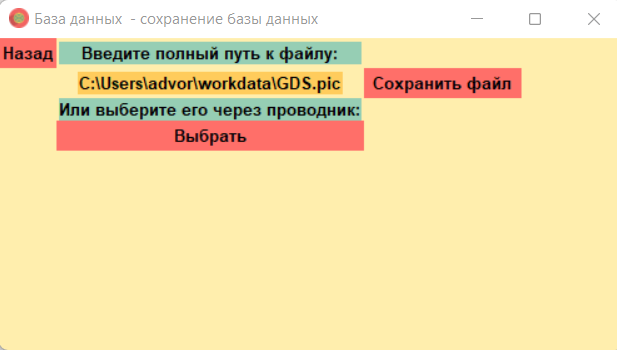 База данных - сохранение базы данных
Назад Введите полный путь к файлу:
C:\Users\advor\workdata\GDS.pic Сохранить файл
Или выберите его через проводник:
Выбрать